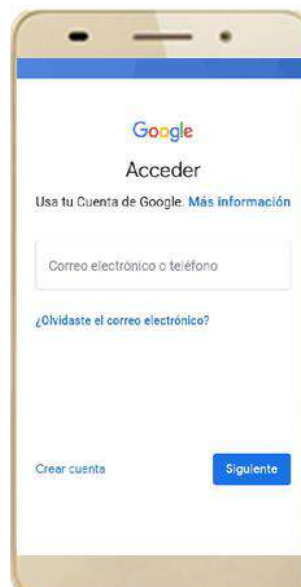 Google
Acceder
Usa tu Cuenta de Google. Más información
Correo electrónico o teléfono
¿Olvidaste el correo electrónico?
Crear cuenta
Siguiente